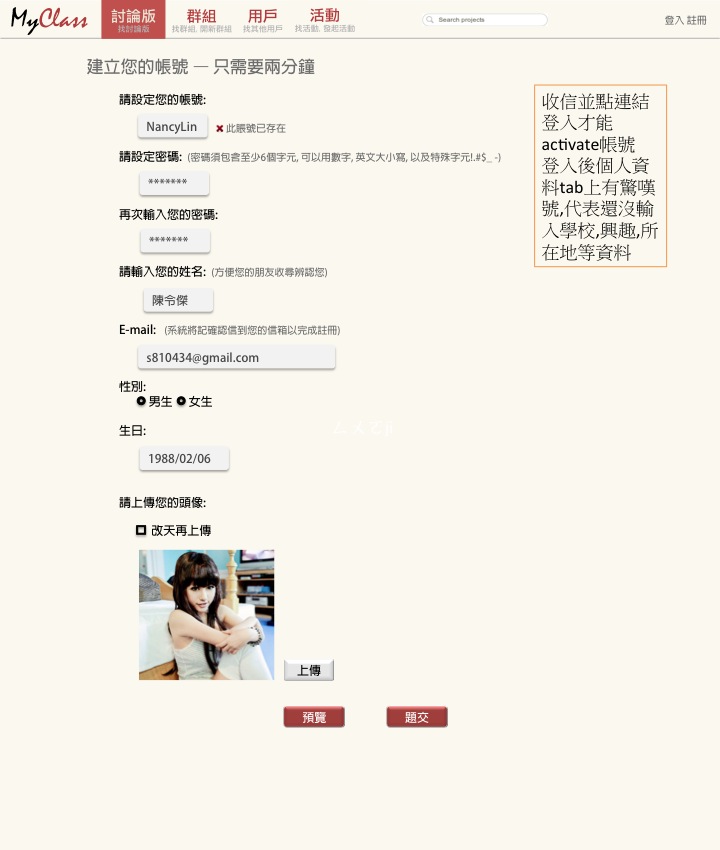 MyClass
討論版 群組 用戶 活動
找討論版 找群組, 開新群組 找其他用戶 找活動, 發起活動
Search projects
登入 註冊
建立您的帳號 — 只需要兩分鐘
請設定您的帳號:
NancyLin
✖ 此賬號已存在
請設定密碼: (密碼須包含至少6個字元, 可以用數字, 英文大小寫, 以及特殊字元!.#$_ -)
*******
再次輸入您的密碼:
*******
請輸入您的姓名: (方便您的朋友收尋辨認您)
陳令傑
E-mail: (系統將記確認信到您的信箱以完成註冊)
s810434@gmail.com
性別:
男生 女生
生日:
1988/02/06
請上傳您的頭像:
改天再上傳
上傳
預覽 題交
收信並點連結
登入才能
activate帳號
登入後個人資
料tab上有驚嘆
號,代表還沒輸
入學校,興趣,所
在地等資料